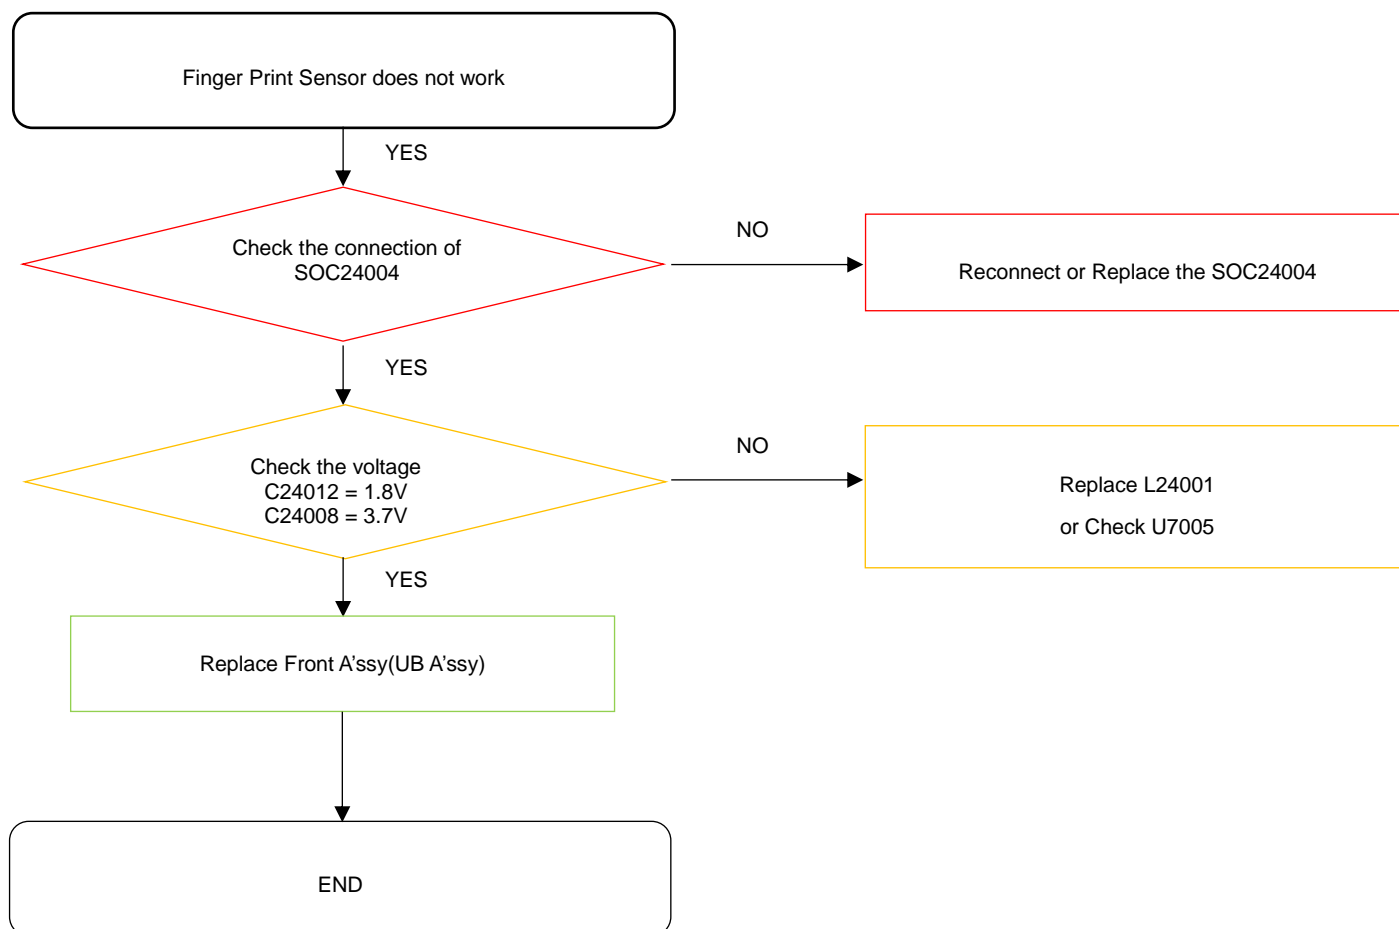 Finger Print Sensor does not work
YES
Check the connection of
SOC24004
NO
Reconnect or Replace the SOC24004
YES
Check the voltage
C24012 = 1.8V
C24008 = 3.7V
NO
Replace L24001
or Check U7005
YES
Replace Front A’ssy(UB A’ssy)
END